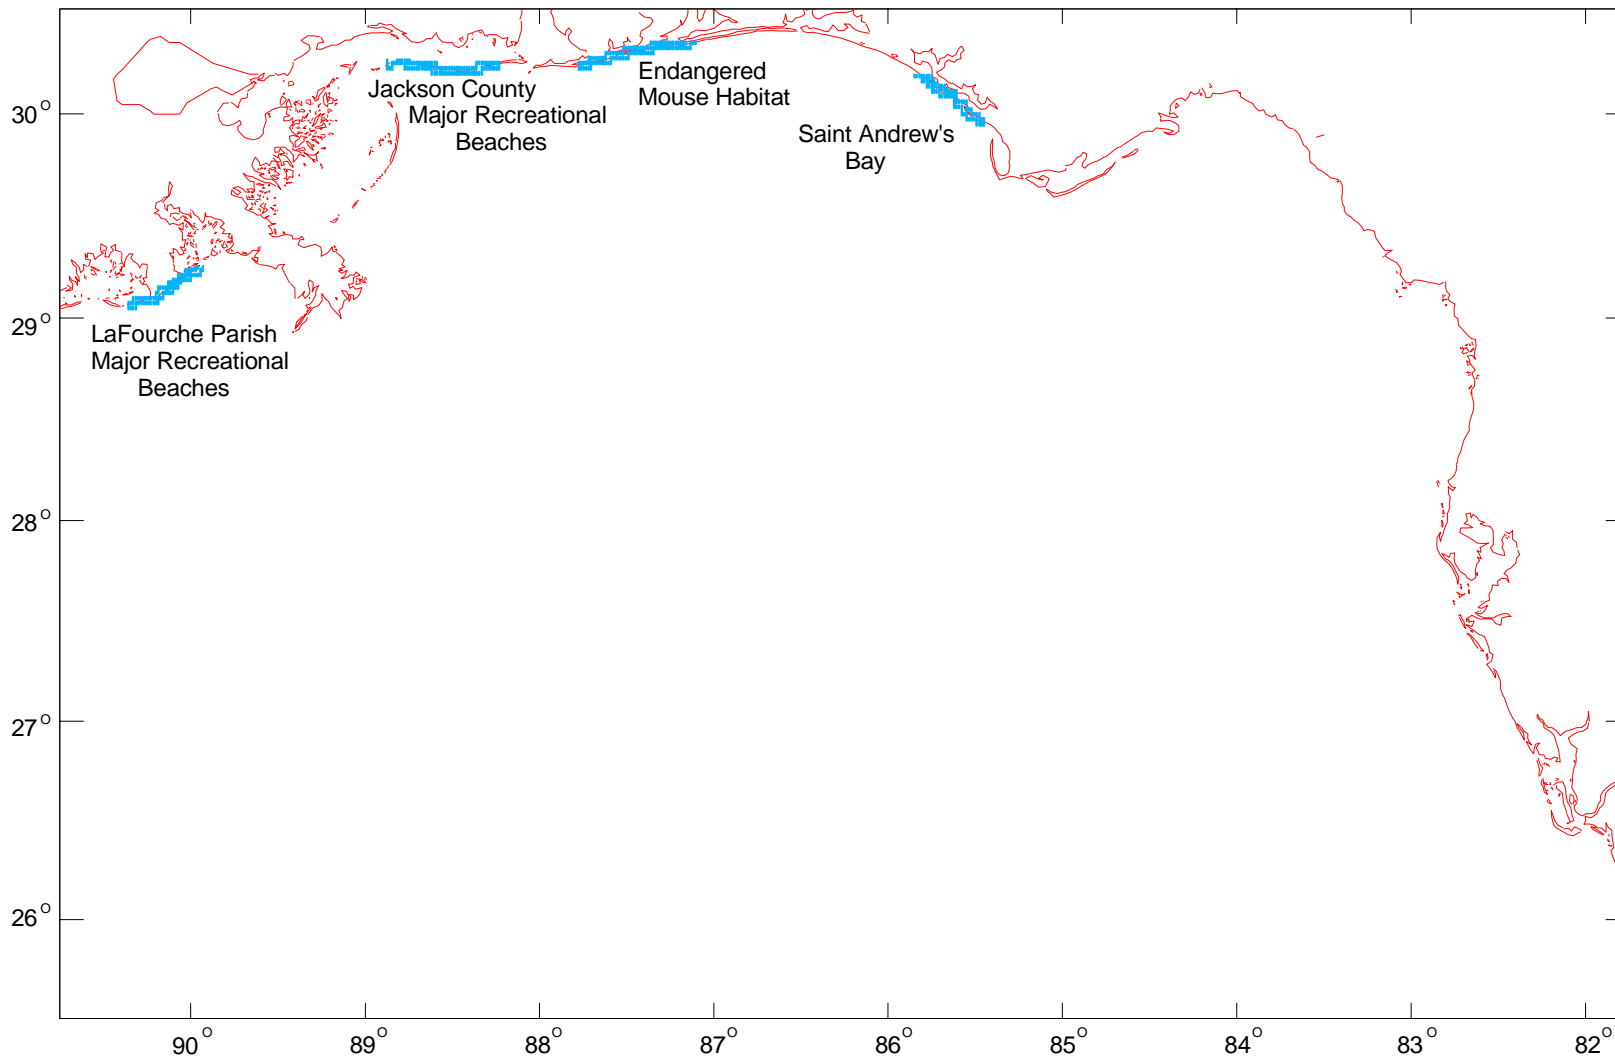 Endangered
Mouse Habitat
Jackson County
Major Recreational
Beaches
Saint Andrew's
Bay
LaFourche Parish
Major Recreational
Beaches
30°
29°
28°
27°
26°
90° 89° 88° 87° 86° 85° 84° 83° 82°